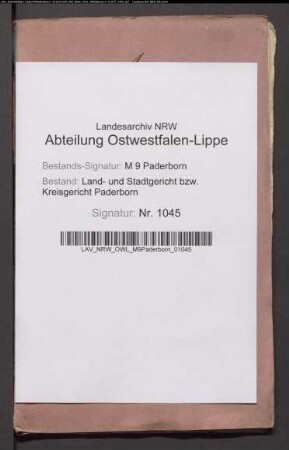 Landesarchiv NRW
Abteilung Ostwestfalen-Lippe
Bestands-Signatur: M 9 Paderborn
Bestand: Land- und Stadtgericht bzw.
Kreisgericht Paderborn
Signatur: Nr. 1045
LAV_NRW_OWL_M9Paderborn_01045